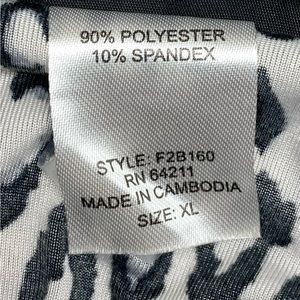 90% POLYESTER
10% SPANDEX
STYLE: F2B160
RN 64211
MADE IN CAMBODIA
SIZE: XL